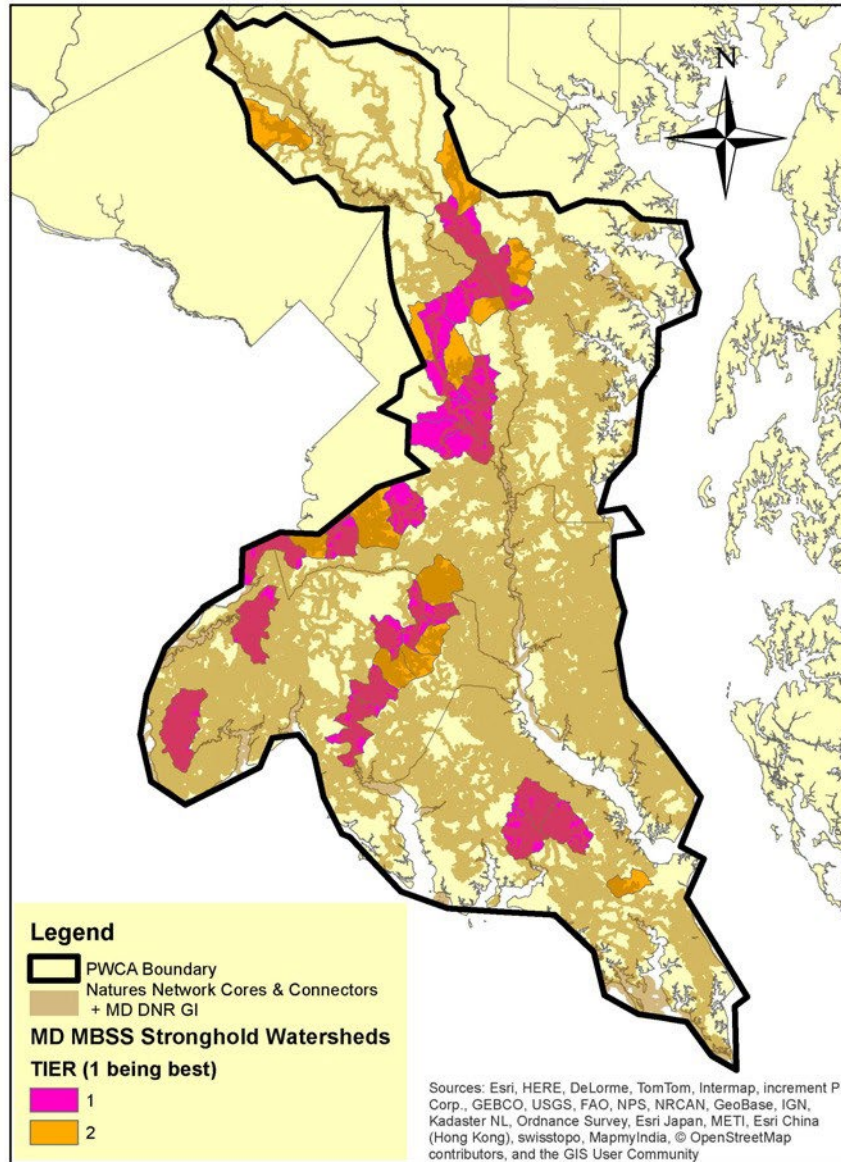 N
Legend
PWCA Boundary
Natures Network Cores & Connectors
+ MD DNR GI
MD MBSS Stronghold Watersheds
TIER (1 being best)
1
2
Sources: Esri, HERE, DeLorme, TomTom, Intermap, increment P
Corp., GEBCO, USGS, FAO, NPS, NRCAN, GeoBase, IGN,
Kadaster NL, Ordnance Survey, Esri Japan, METI, Esri China
(Hong Kong), swisstopo, MapmyIndia, © OpenStreetMap
contributors, and the GIS User Community